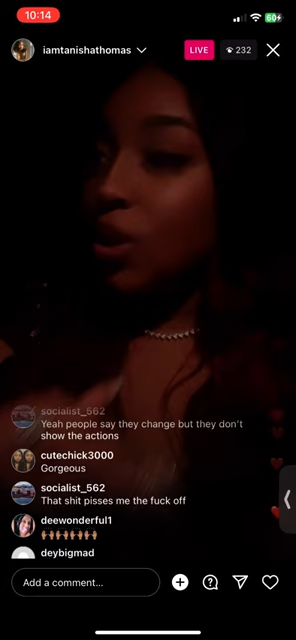 10:14
60
iamtanishathomas
LIVE
232
socialist_562
Yeah people say they change but they don't
show the actions
cutechick3000
Gorgeous
socialist_562
That shit pisses me the fuck off
deewonderful1
deybigmad
Add a comment...